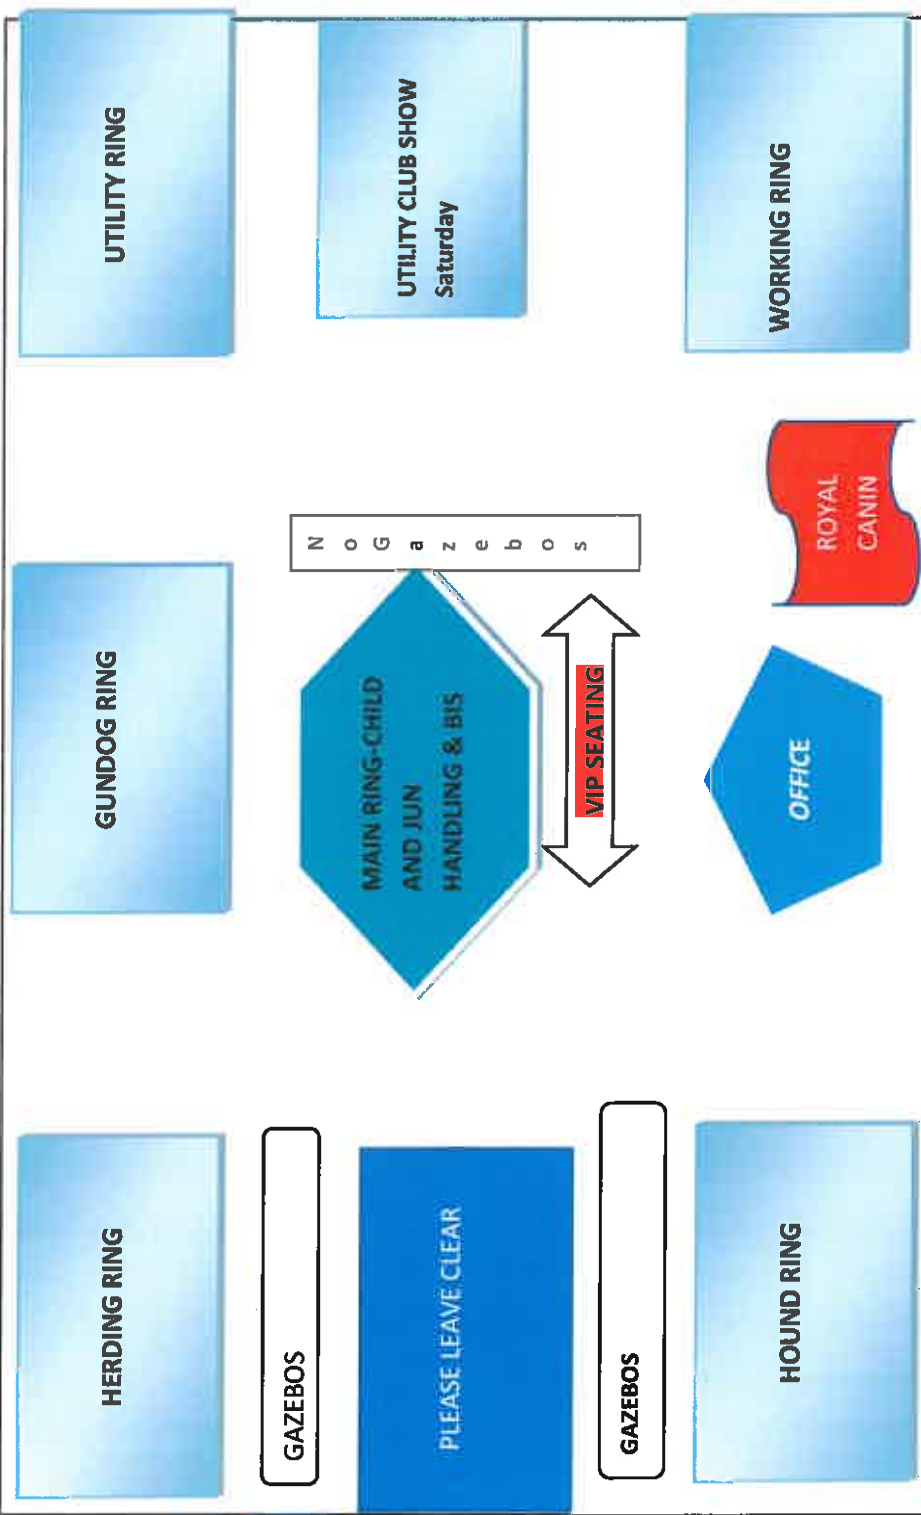 HERDING RING
GUNDOG RING
UTILITY RING
GAZEBOS
PLEASE LEAVE CLEAR
GAZEBOS
MAIN RING-CHILD
AND JUN
HANDLING & BIS
NoGazebos
UTILITY CLUB SHOW
Saturday
VIP SEATING
HOUND RING
OFFICE
ROYAL
CANIN
WORKING RING